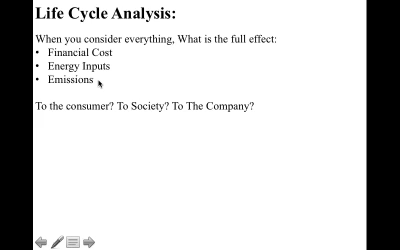 Life Cycle Analysis:
When you consider everything, What is the full effect:
• Financial Cost
• Energy Inputs
• Emissions
To the consumer? To Society? To The Company?